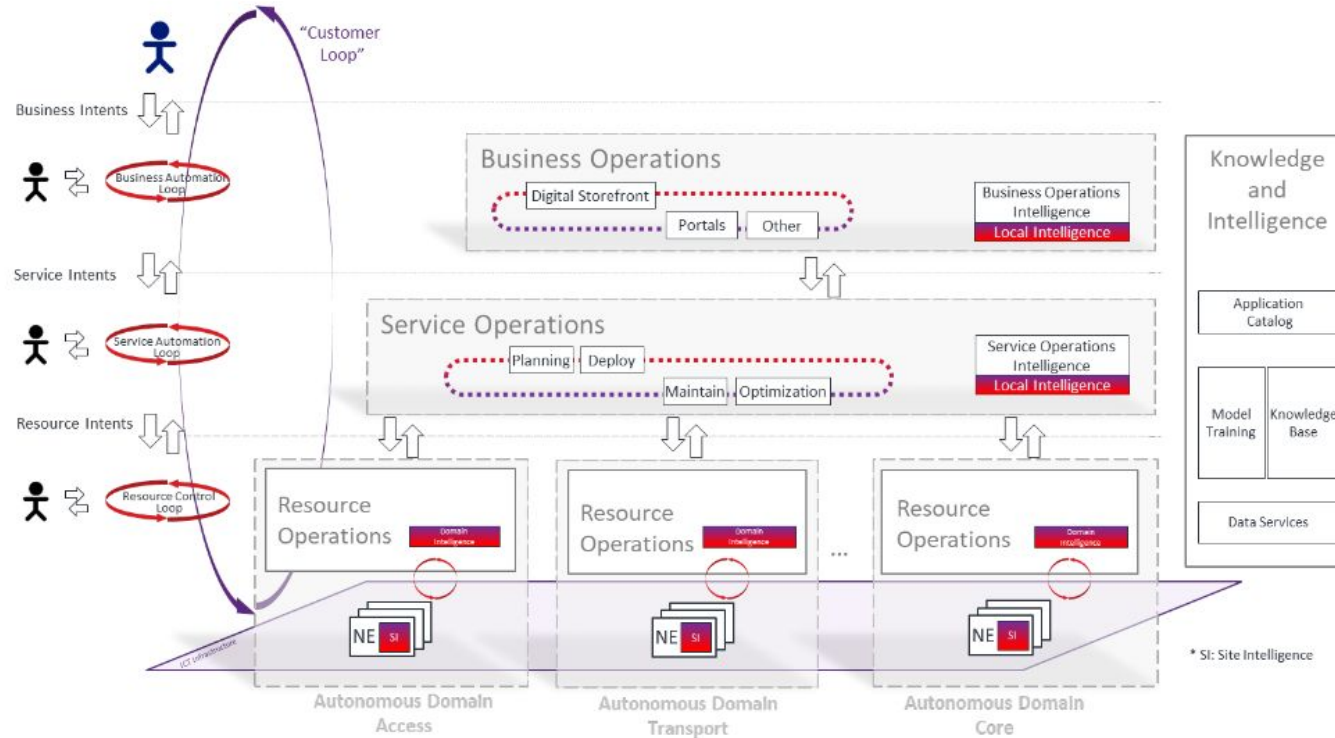 “Customer
Loop”
Business Intents
Business Automation
Loop
Service Intents
Service Automation
Loop
Resource Intents
Resource Control
Loop
Business Operations
Digital Storefront
Portals
Other
Business Operations
Intelligence
Local Intelligence
Service Operations
Planning
Deploy
Maintain
Optimization
Service Operations
Intelligence
Local Intelligence
Resource
Operations
Domain
Intelligence
NE
SI
Resource
Operations
Domain
Intelligence
NE
SI
...
Resource
Operations
Domain
Intelligence
NE
SI
ICT Infrastructure
Autonomous Domain
Access
Autonomous Domain
Transport
Autonomous Domain
Core
Knowledge
and
Intelligence
Application
Catalog
Model
Training
Knowledge
Base
Data Services
* SI: Site Intelligence